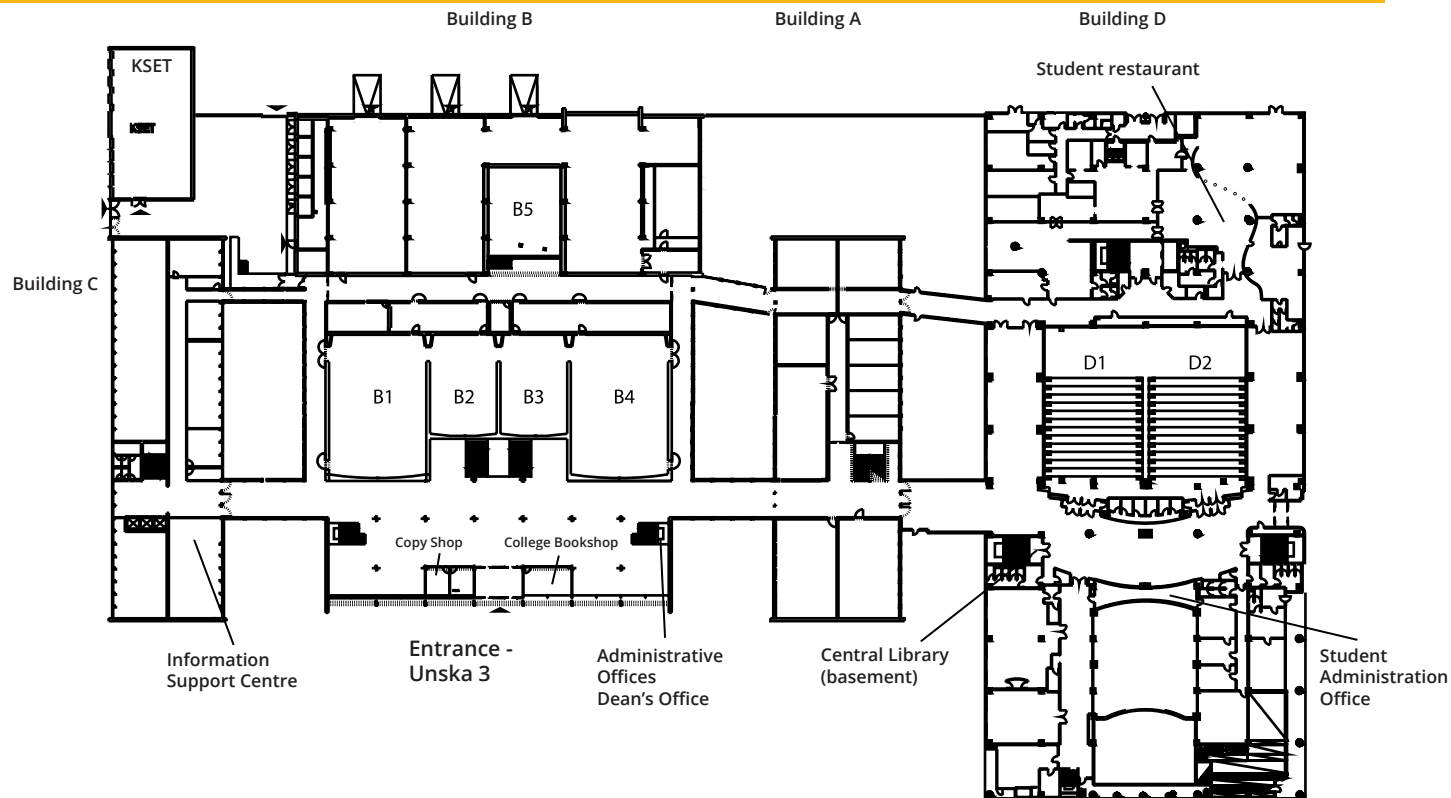 Building B
Building A
Building D
KSET
KSET
Student restaurant
B5
Building C
B1
B2
B3
B4
D1
D2
Copy Shop
College Bookshop
Information
Support Centre
Entrance -
Unska 3
Administrative
Offices
Dean’s Office
Central Library
(basement)
Student
Administration
Office